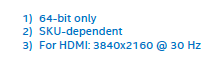 1) 64-bit only
2) SKU-dependent
3) For HDMI: 3840x2160 @ 30 Hz